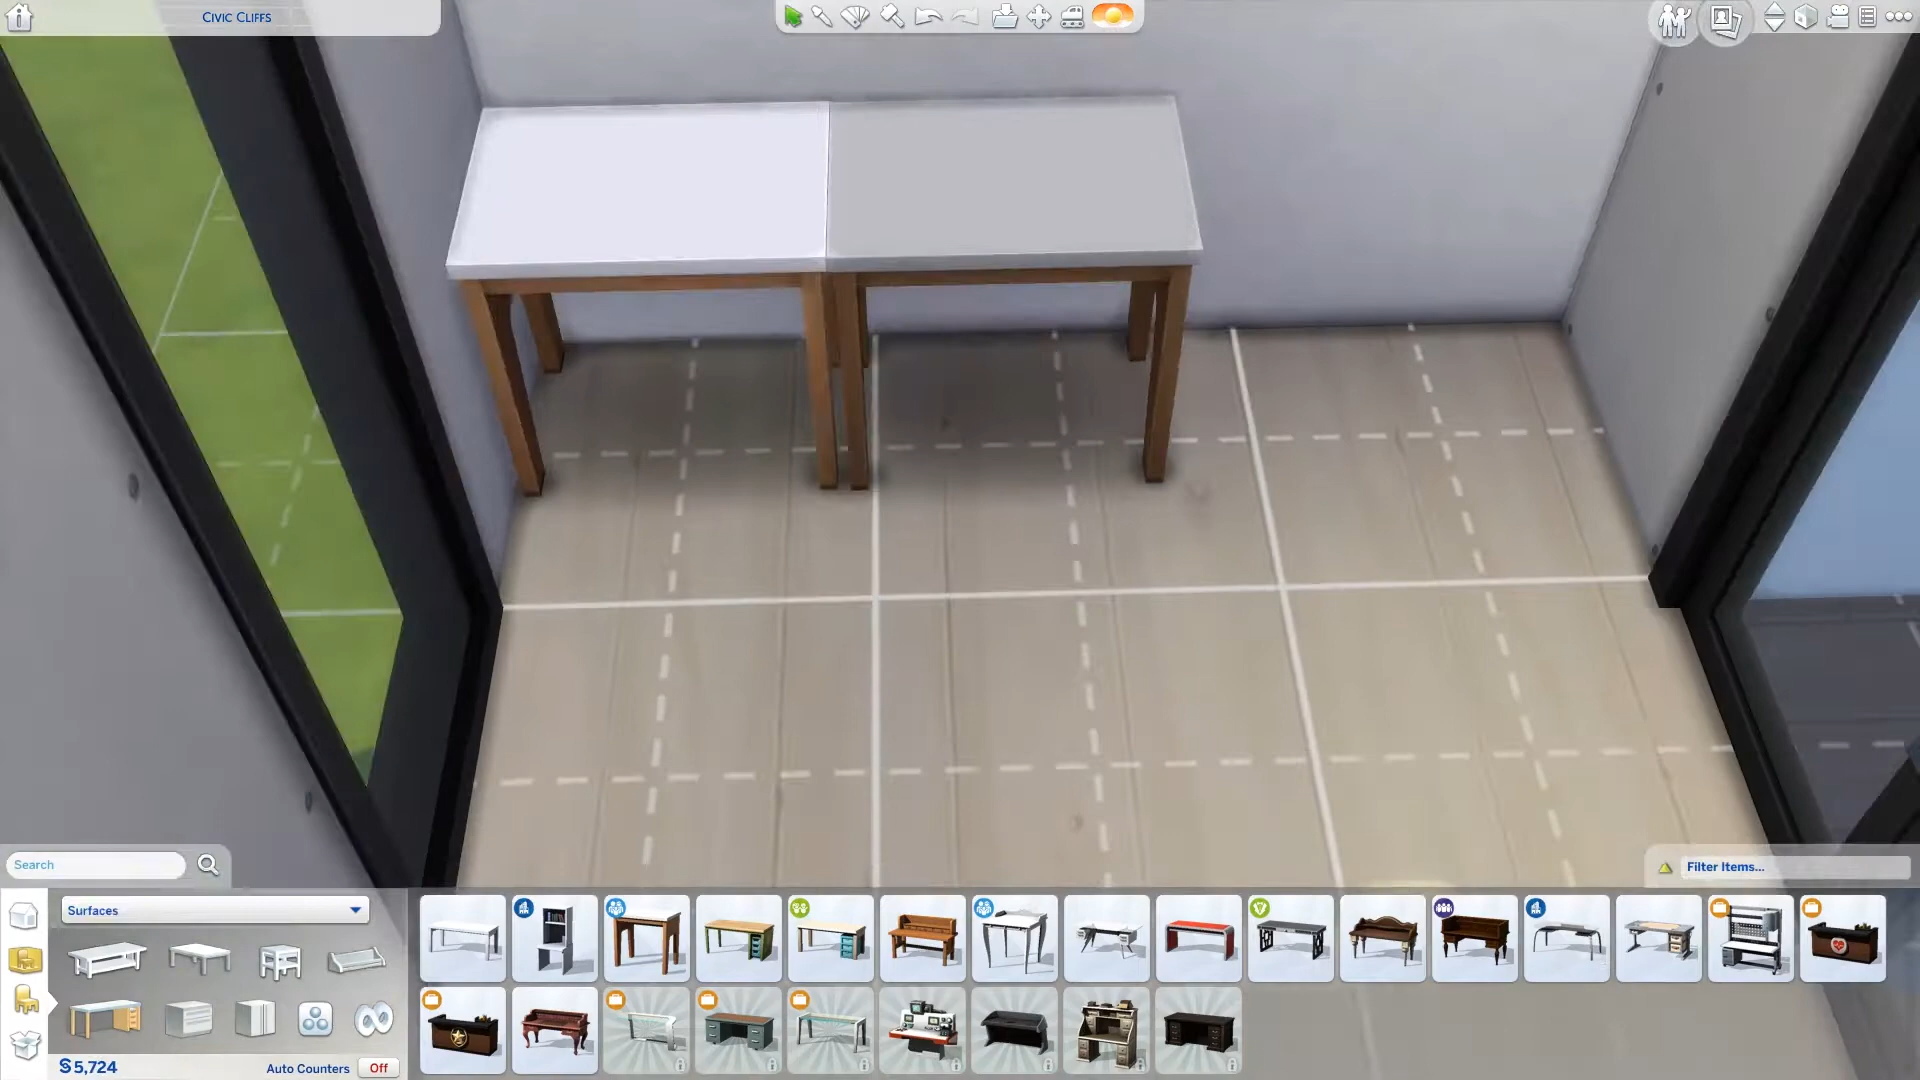 Civic Cliffs
Search
Filter Items...
Surfaces
§5,724
Auto Counters
Off